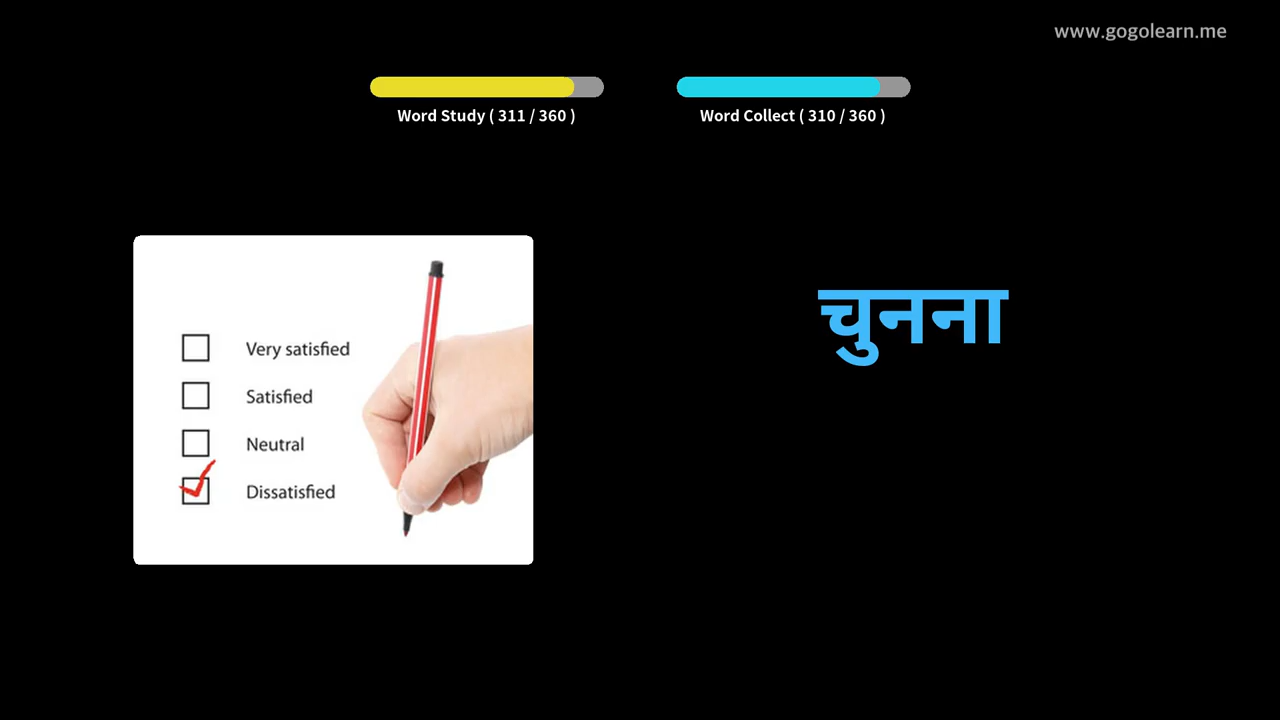 www.gogolearn.me
Word Study ( 311 / 360 )
Word Collect ( 310 / 360 )
Very satisfied
Satisfied
Neutral
Dissatisfied
चुनना